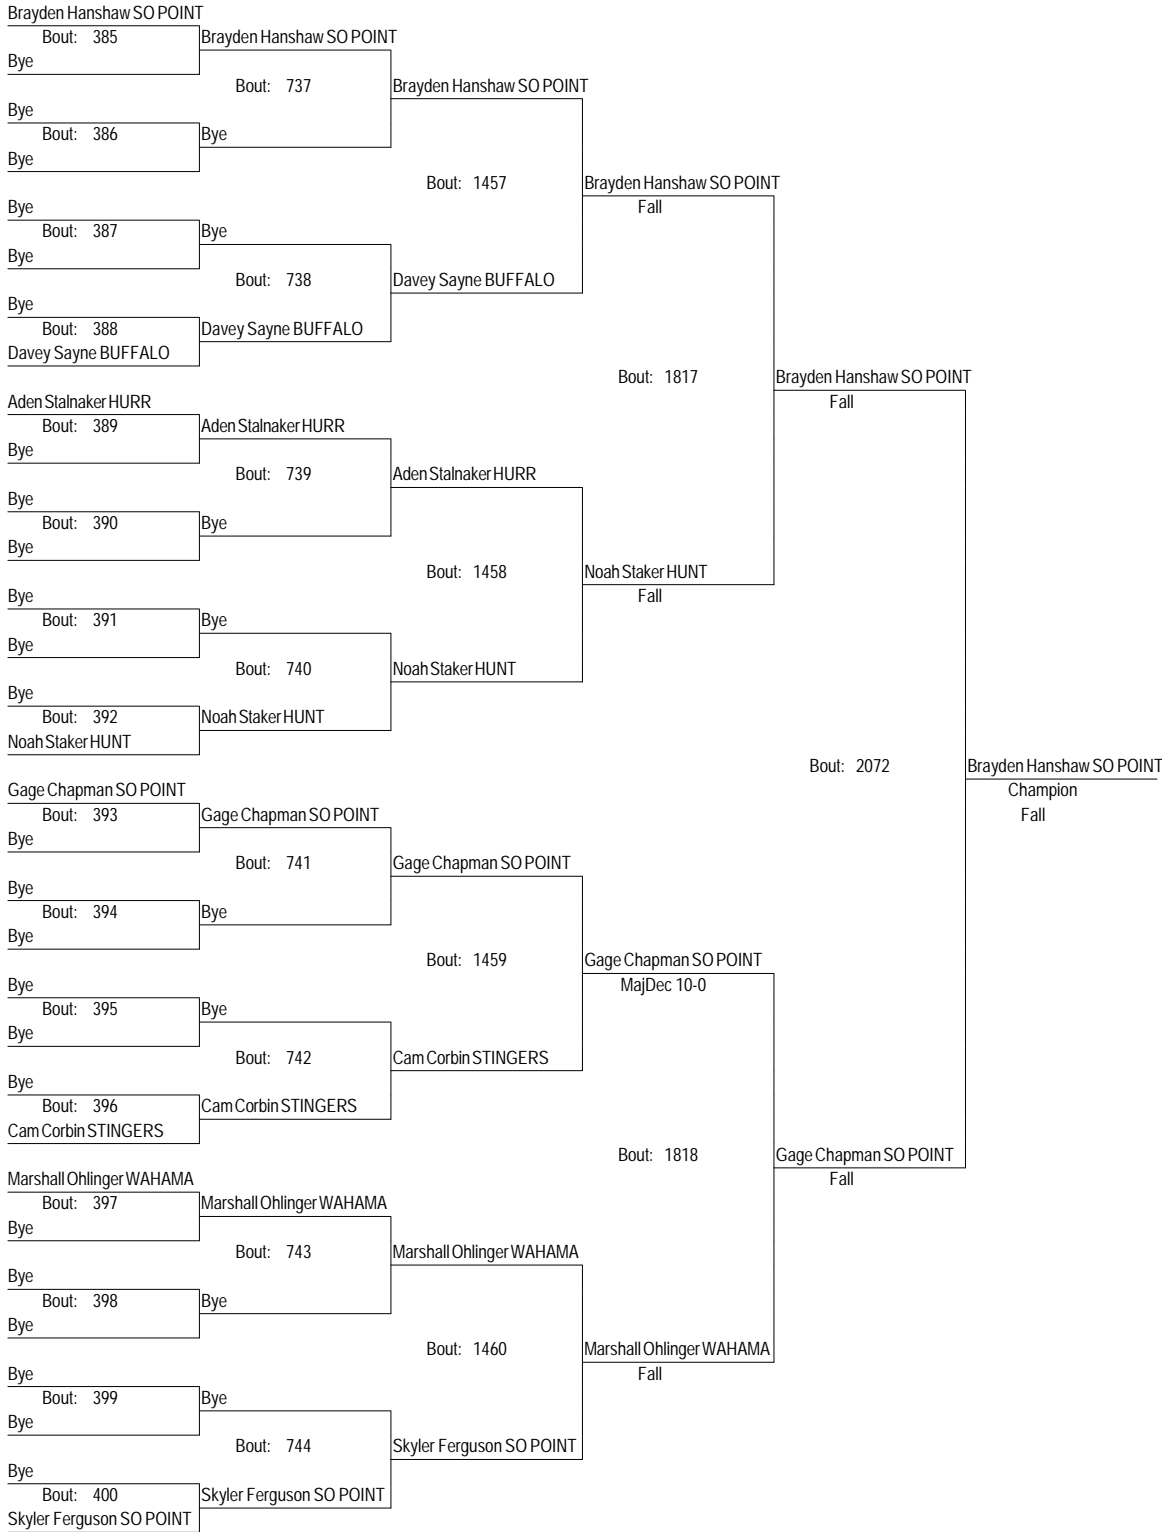 Brayden Hanshaw SO POINT
Bout: 385
Brayden Hanshaw SO POINT
Bye
Bout: 737
Brayden Hanshaw SO POINT
Bye
Bout: 386
Bye
Bye
Bout: 1457
Brayden Hanshaw SO POINT
Fall
Bye
Bout: 387
Bye
Bye
Bout: 738
Davey Sayne BUFFALO
Bye
Bout: 388
Davey Sayne BUFFALO
Davey Sayne BUFFALO
Bout: 1817
Brayden Hanshaw SO POINT
Fall
Aden Stalnaker HURR
Bout: 389
Aden Stalnaker HURR
Bye
Bout: 739
Aden Stalnaker HURR
Bye
Bout: 390
Bye
Bye
Bout: 1458
Noah Staker HUNT
Fall
Bye
Bout: 391
Bye
Bye
Bout: 740
Noah Staker HUNT
Bye
Bout: 392
Noah Staker HUNT
Noah Staker HUNT
Bout: 2072
Brayden Hanshaw SO POINT
Champion
Fall
Gage Chapman SO POINT
Bout: 393
Gage Chapman SO POINT
Bye
Bout: 741
Gage Chapman SO POINT
Bye
Bout: 394
Bye
Bye
Bout: 1459
Gage Chapman SO POINT
MajDec 10-0
Bye
Bout: 395
Bye
Bye
Bout: 742
Cam Corbin STINGERS
Bye
Bout: 396
Cam Corbin STINGERS
Cam Corbin STINGERS
Bout: 1818
Gage Chapman SO POINT
Fall
Marshall Ohlinger WAHAMA
Bout: 397
Marshall Ohlinger WAHAMA
Bye
Bout: 743
Marshall Ohlinger WAHAMA
Bye
Bout: 398
Bye
Bye
Bout: 1460
Marshall Ohlinger WAHAMA
Fall
Bye
Bout: 399
Bye
Bye
Bout: 744
Skyler Ferguson SO POINT
Bye
Bout: 400
Skyler Ferguson SO POINT
Skyler Ferguson SO POINT